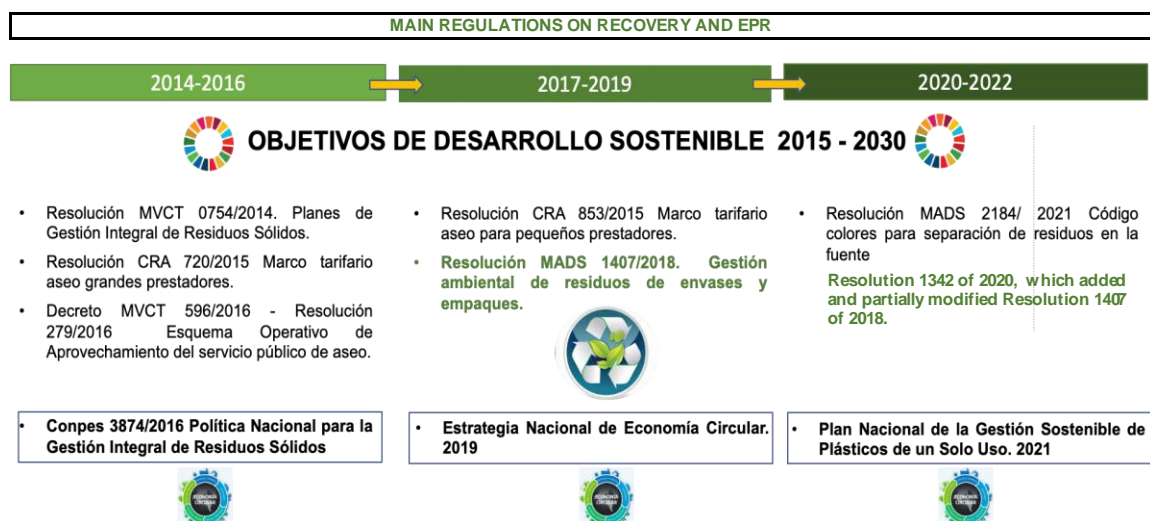 MAIN REGULATIONS ON RECOVERY AND EPR
2014-2016
2017-2019
2020-2022
OBJETIVOS DE DESARROLLO SOSTENIBLE 2015 - 2030
• Resolución MVCT 0754/2014. Planes de
Gestión Integral de Residuos Sólidos.
• Resolución CRA 720/2015 Marco tarifario
aseo grandes prestadores.
• Decreto MVCT 596/2016 - Resolución
279/2016 Esquema Operativo de
Aprovechamiento del servicio público de aseo.
• Resolución CRA 853/2015 Marco tarifario
aseo para pequeños prestadores.
• Resolución MADS 1407/2018. Gestión
ambiental de residuos de envases y
empaques.
• Resolución MADS 2184/ 2021 Código
colores para separación de residuos en la
fuente
Resolution 1342 of 2020, which added
and partially modified Resolution 1407
of 2018.
• Conpes 3874/2016 Política Nacional para la
Gestión Integral de Residuos Sólidos
• Estrategia Nacional de Economía Circular.
2019
• Plan Nacional de la Gestión Sostenible de
Plásticos de un Solo Uso. 2021
ECONOMÍA
CIRCULAR
ECONOMÍA
CIRCULAR
ECONOMÍA
CIRCULAR